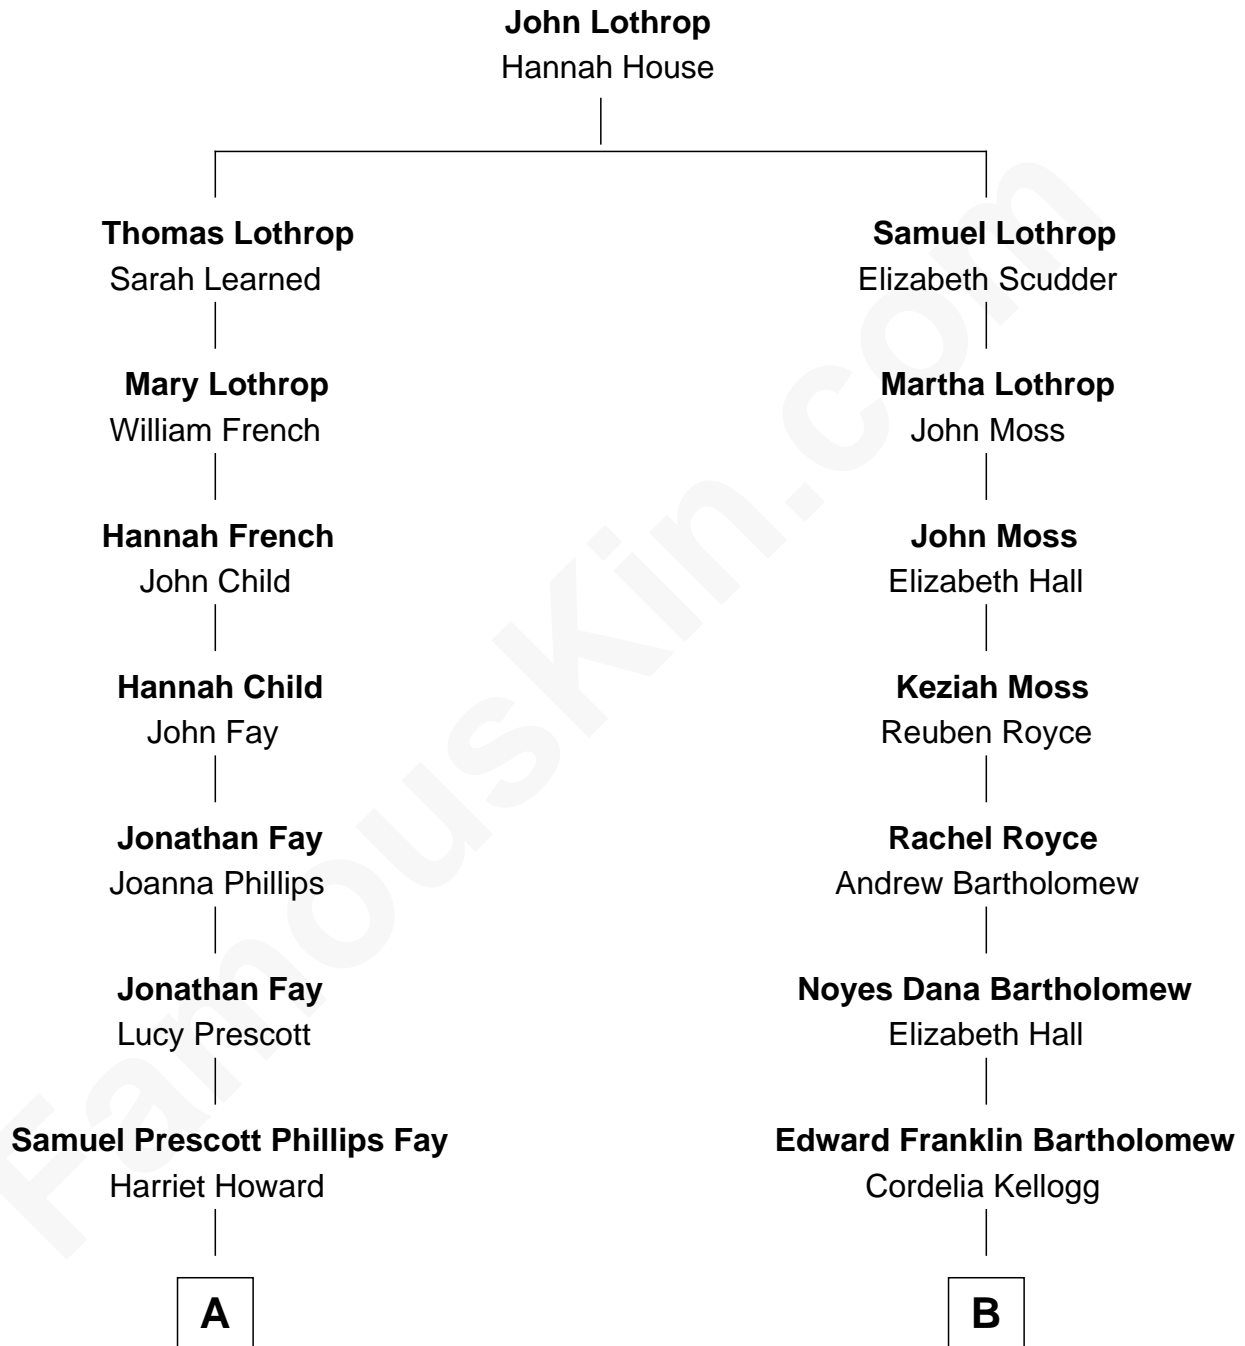 John Lothrop
Hannah House
Thomas Lothrop
Sarah Learned
Samuel Lothrop
Elizabeth Scudder
Mary Lothrop
William French
Martha Lothrop
John Moss
Hannah French
John Child
John Moss
Elizabeth Hall
Hannah Child
John Fay
Keziah Moss
Reuben Royce
Jonathan Fay
Joanna Phillips
Rachel Royce
Andrew Bartholomew
Jonathan Fay
Lucy Prescott
Noyes Dana Bartholomew
Elizabeth Hall
Samuel Prescott Phillips Fay
Harriet Howard
Edward Franklin Bartholomew
Cordelia Kellogg
A
B
FamousKin.com